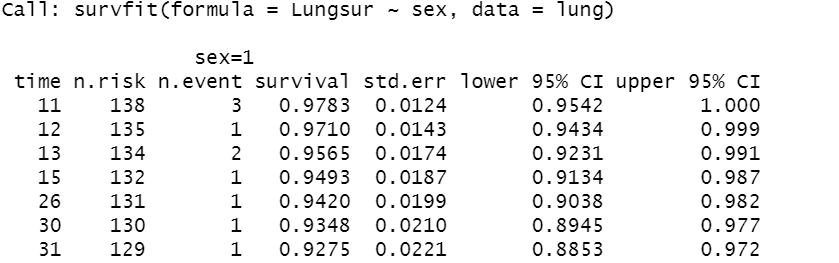 Call: survfit(formula = Lungsur ~ sex, data = lung)
sex=1
time n.risk n.event survival std.err lower 95% CI upper 95% CI
11 138 3 0.9783 0.0124 0.9542 1.000
12 135 1 0.9710 0.0143 0.9434 0.999
13 134 2 0.9565 0.0174 0.9231 0.991
15 132 1 0.9493 0.0187 0.9134 0.987
26 131 1 0.9420 0.0199 0.9038 0.982
30 130 1 0.9348 0.0210 0.8945 0.977
31 129 1 0.9275 0.0221 0.8853 0.972